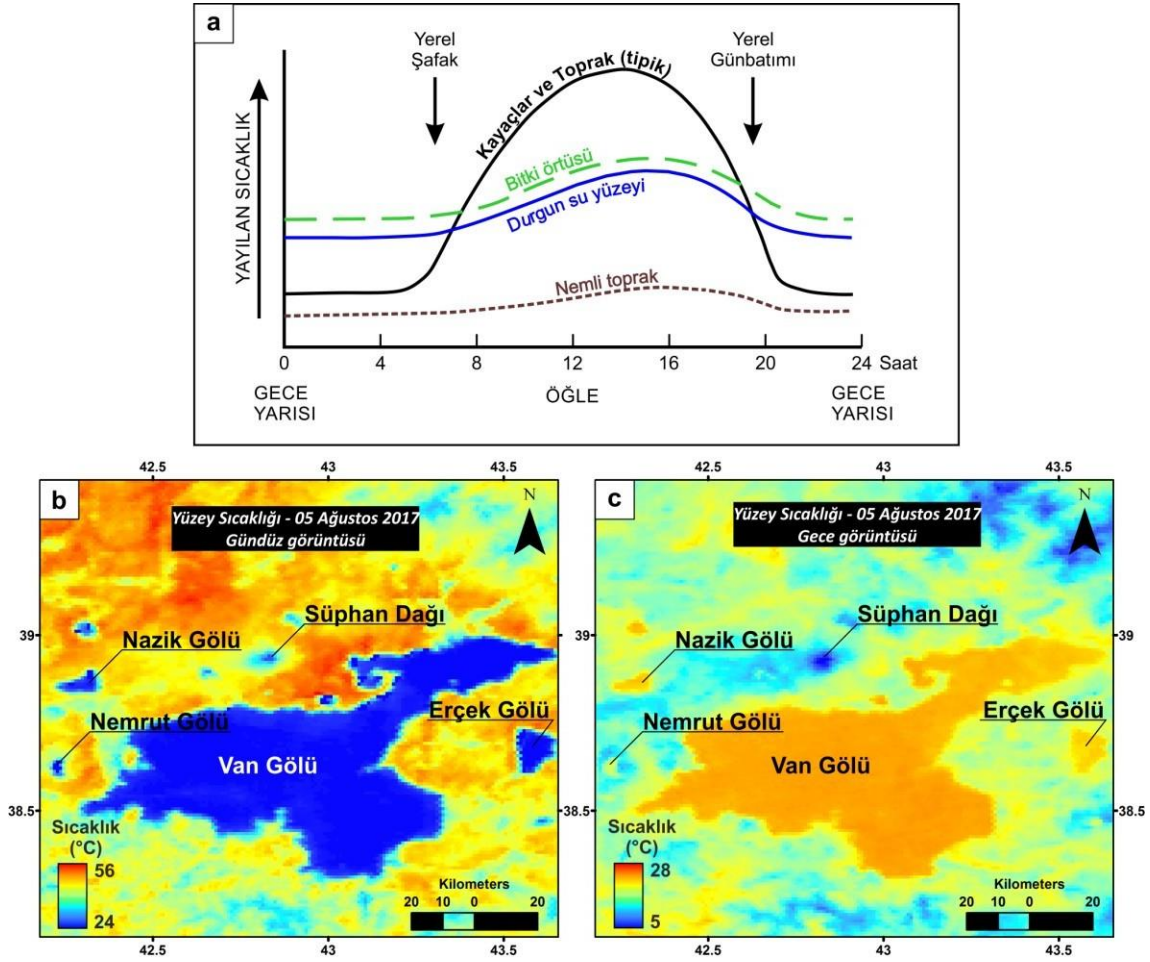 a
Yerel
Şafak
Yerel
Günbatımı
YAYILAN SICAKLIK
Kayaçlar ve Toprak (tipik)
Bitki örtüsü
Durgun su yüzeyi
Nemli toprak
0 4 8 12 16 20 24 Saat
GECE
YARISI
ÖĞLE
GECE
YARISI
42.5 43 43.5
b
Yüzey Sıcaklığı - 05 Ağustos 2017
Gündüz görüntüsü
N
39
Süphan Dağı
Nazik Gölü
Nemrut Gölü
Erçek Gölü
Van Gölü
38.5
Sıcaklık
(°C)
56
24
Kilometers
20 10 0 20
42.5 43 43.5
42.5 43 43.5
c
Yüzey Sıcaklığı - 05 Ağustos 2017
Gece görüntüsü
N
39
Süphan Dağı
Nazik Gölü
Nemrut Gölü
Erçek Gölü
Van Gölü
38.5
Sıcaklık
(°C)
28
5
Kilometers
20 10 0 20
42.5 43 43.5